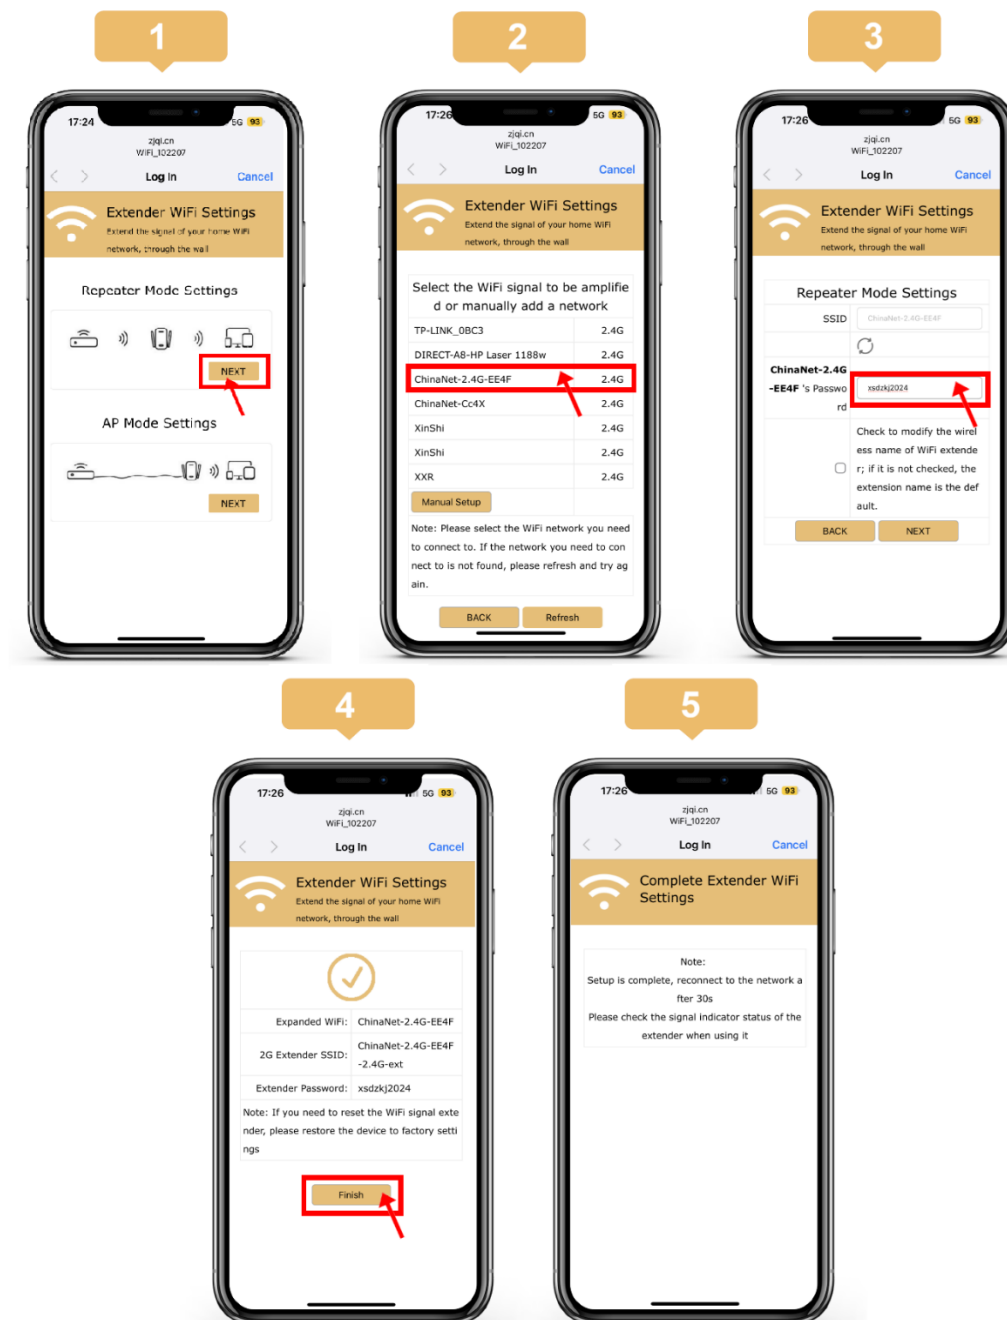 1
17:24
5G 93
zjqi.cn
WiFi_102207
Log In
Cancel
Extender WiFi Settings
Extend the signal of your home WiFi
network, through the wall
Repeater Mode Settings
NEXT
AP Mode Settings
NEXT
2
17:26
5G 93
zjqi.cn
WiFi_102207
Log In
Cancel
Extender WiFi Settings
Extend the signal of your home WiFi
network, through the wall
Select the WiFi signal to be amplifie
d or manually add a network
TP-LINK_0BC3 2.4G
DIRECT-A8-HP Laser 1188w 2.4G
ChinaNet-2.4G-EE4F 2.4G
ChinaNet-Cc4X 2.4G
XinShi 2.4G
XinShi 2.4G
XXR 2.4G
Manual Setup
Note: Please select the WiFi network you need
to connect to. If the network you need to con
nect to is not found, please refresh and try ag
ain.
BACK Refresh
3
17:26
5G 93
zjqi.cn
WiFi_102207
Log In
Cancel
Extender WiFi Settings
Extend the signal of your home WiFi
network, through the wall
Repeater Mode Settings
SSID ChinaNet-2.4G-EE4F
ChinaNet-2.4G
-EE4F 's Passwo
rd
xsdzkj2024
Check to modify the wirel
ess name of WiFi extende
r; if it is not checked, the
extension name is the def
ault.
BACK NEXT
4
17:26
5G 93
zjqi.cn
WiFi_102207
Log In
Cancel
Extender WiFi Settings
Extend the signal of your home WiFi
network, through the wall
Expanded WiFi: ChinaNet-2.4G-EE4F
2G Extender SSID: ChinaNet-2.4G-EE4F
-2.4G-ext
Extender Password: xsdzkj2024
Note: If you need to reset the WiFi signal exte
nder, please restore the device to factory setti
ngs
Finish
5
17:26
5G 93
zjqi.cn
WiFi_102207
Log In
Cancel
Complete Extender WiFi
Settings
Note:
Setup is complete, reconnect to the network a
fter 30s
Please check the signal indicator status of the
extender when using it